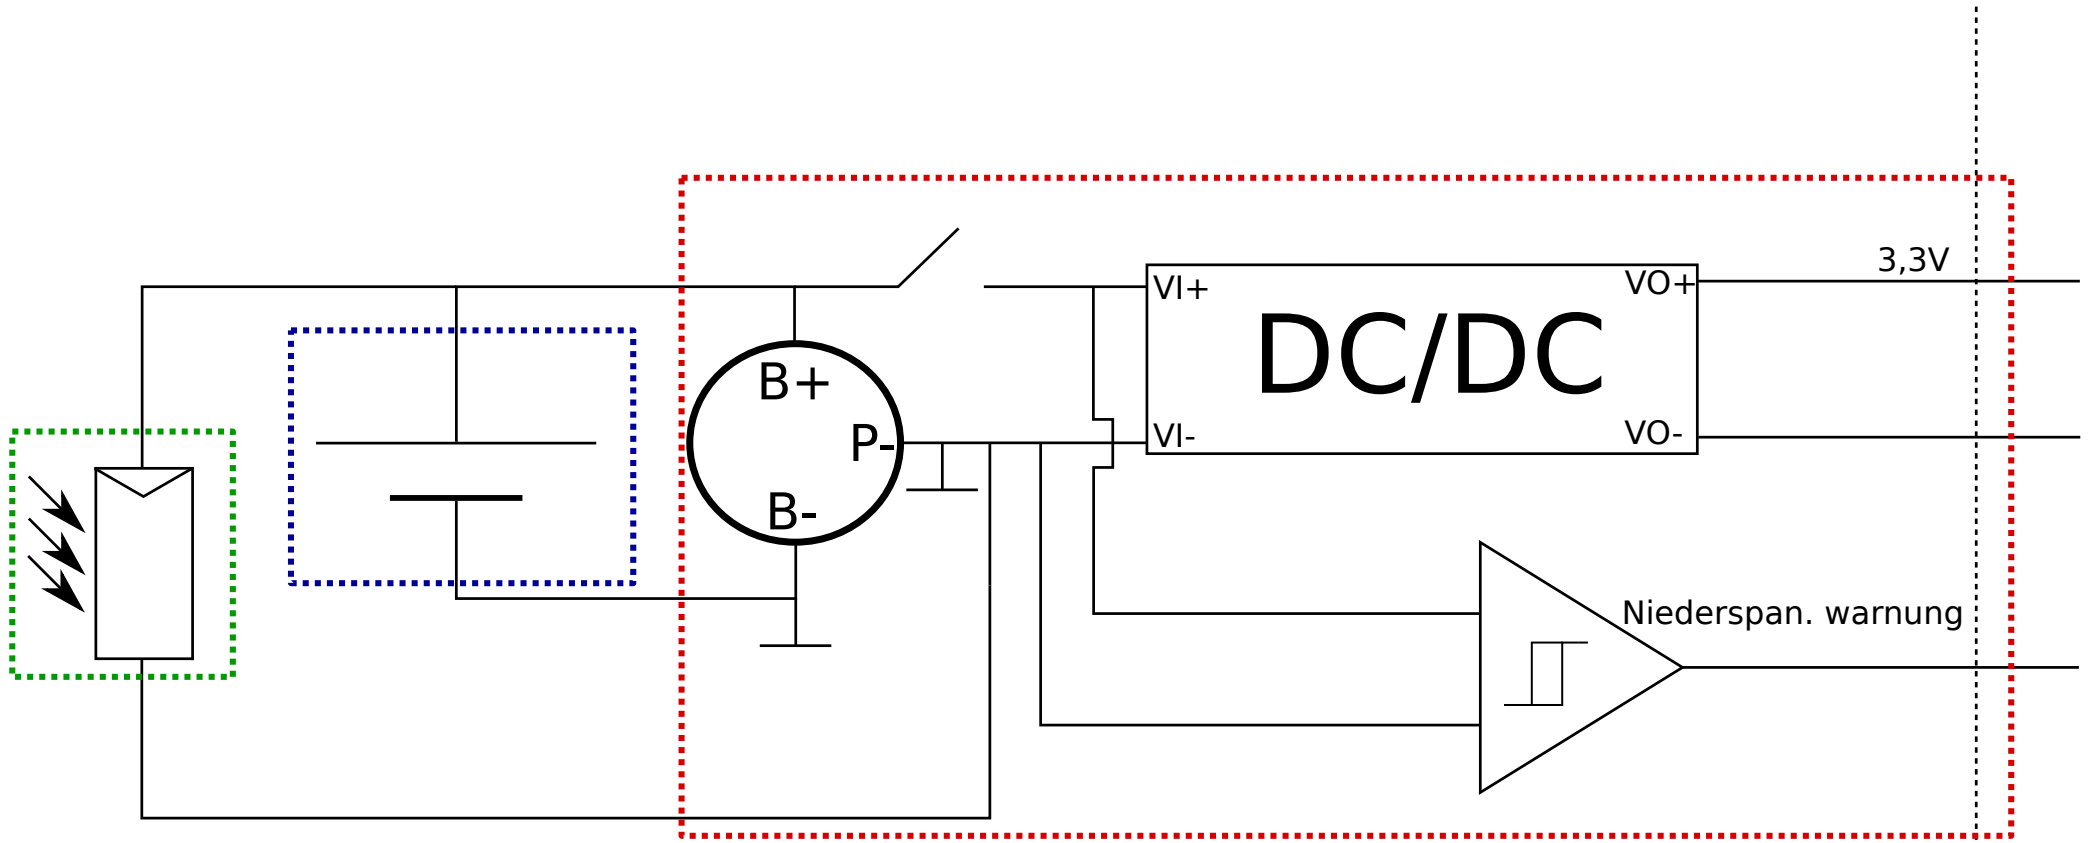 3,3V
VI+
VO+
DC/DC
B+
P-
VI-
VO-
B-
Niederspan. warnung